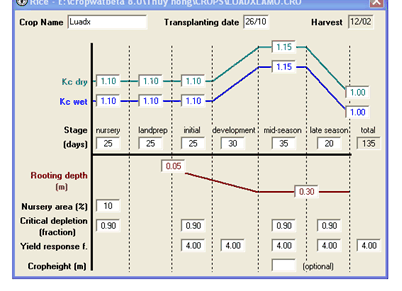 Rice - E:\cropwatbeta 8.0\Thuy nong\CROPS\LUADXLAMO.CRO
Crop Name Luadx Transplanting date 26/10 Harvest 12/02
1.15
Kc dry 1.10 1.10 1.10
1.15
1.00
Kc wet 1.10 1.10 1.10
1.00
Stage nursery landprep initial development mid-season late season total
(days) 25 25 25 30 35 20 135
0.05
Rooting depth
(m)
0.30
Nursery area (%) 10
Critical depletion
(fraction) 0.90 0.90 0.90 0.90
Yield response f. 4.00 4.00 4.00 4.00 4.00
Cropheight (m) (optional)